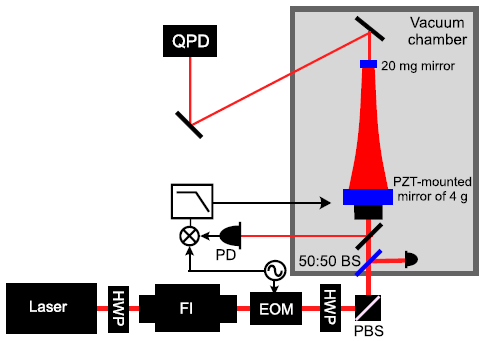 Vacuum
chamber
QPD
20 mg mirror
PZT-mounted
mirror of 4 g
PD
50:50 BS
Laser
HWP
FI
EOM
HWP
PBS